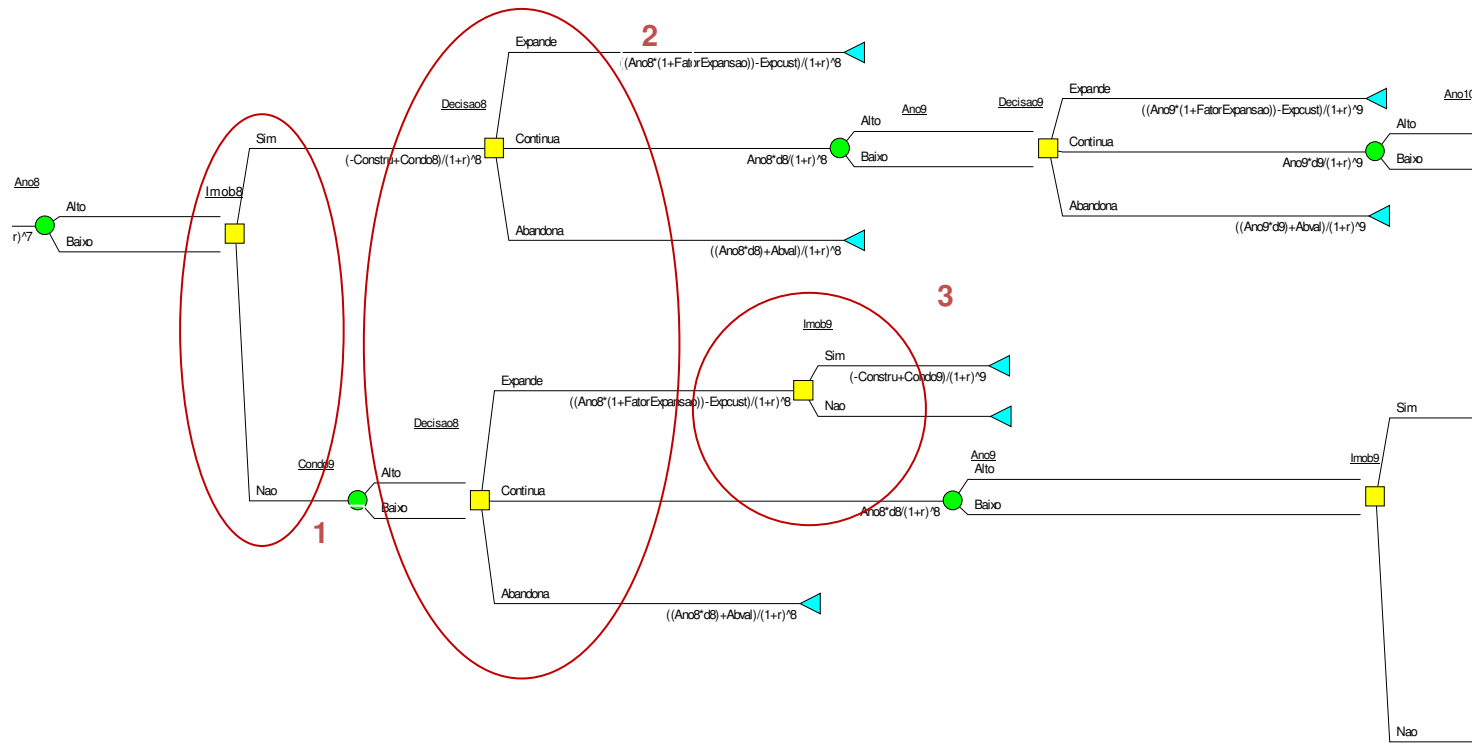 2
Expande
((Ano8*(1+FatorExpansao))-Expcust)/(1+r)^8
Decisao8
Expande
((Ano9*(1+FatorExpansao))-Expcust)/(1+r)^9
Decisao9
Ano9
Ano10
Alto
Alto
Sim
Continua
Continua
(-Constru+Condo8)/(1+r)^8
Ano8*d8/(1+r)^8
Baixo
Ano9*d9/(1+r)^9
Baixo
Ano8
Imob8
Alto
r)^7
Baixo
Abandona
((Ano9*d9)+Abval)/(1+r)^9
Abandona
((Ano8*d8)+Abval)/(1+r)^8
3
Imob9
Sim
(-Constru+Condo9)/(1+r)^9
Expande
((Ano8*(1+FatorExpansao))-Expcust)/(1+r)^8
Nao
Sim
Decisao8
Condo9
Ano9
Imob9
Alto
Alto
Nao
Continua
Baixo
Baixo
Ano8*d8/(1+r)^8
1
Abandona
((Ano8*d8)+Abval)/(1+r)^8
Nao